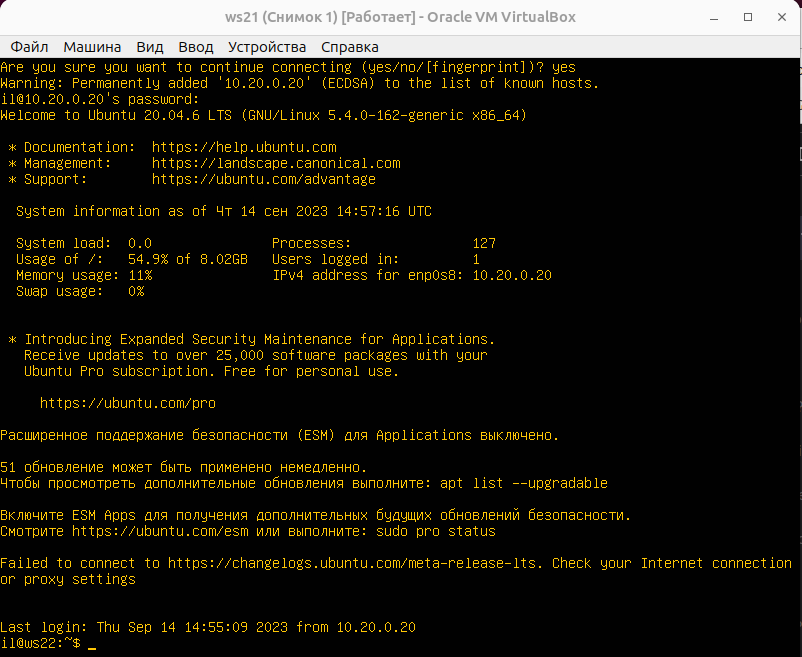 ws21 (Снимок 1) [Работает] - Oracle VM VirtualBox
Файл Машина Вид Ввод Устройства Справка
Are you sure you want to continue connecting (yes/no/[fingerprint])? yes
Warning: Permanently added '10.20.0.20' (ECDSA) to the list of known hosts.
il@10.20.0.20's password:
Welcome to Ubuntu 20.04.6 LTS (GNU/Linux 5.4.0-162-generic x86_64)
* Documentation: https://help.ubuntu.com
* Management: https://landscape.canonical.com
* Support: https://ubuntu.com/advantage
System information as of Чт 14 сен 2023 14:57:16 UTC
System load: 0.0 Processes: 127
Usage of /: 54.9% of 8.02GB Users logged in: 1
Memory usage: 11% IPv4 address for enp0s8: 10.20.0.20
Swap usage: 0%
* Introducing Expanded Security Maintenance for Applications.
Receive updates to over 25,000 software packages with your
Ubuntu Pro subscription. Free for personal use.
https://ubuntu.com/pro
Расширенное поддержание безопасности (ESM) для Applications выключено.
51 обновление может быть применено немедленно.
Чтобы просмотреть дополнительные обновления выполните: apt list --upgradable
Включите ESM Apps для получения дополнительных будущих обновлений безопасности.
Смотрите https://ubuntu.com/esm или выполните: sudo pro status
Failed to connect to https://changelogs.ubuntu.com/meta-release-lts. Check your Internet connection
or proxy settings
Last login: Thu Sep 14 14:55:09 2023 from 10.20.0.20
il@ws22:~$ _